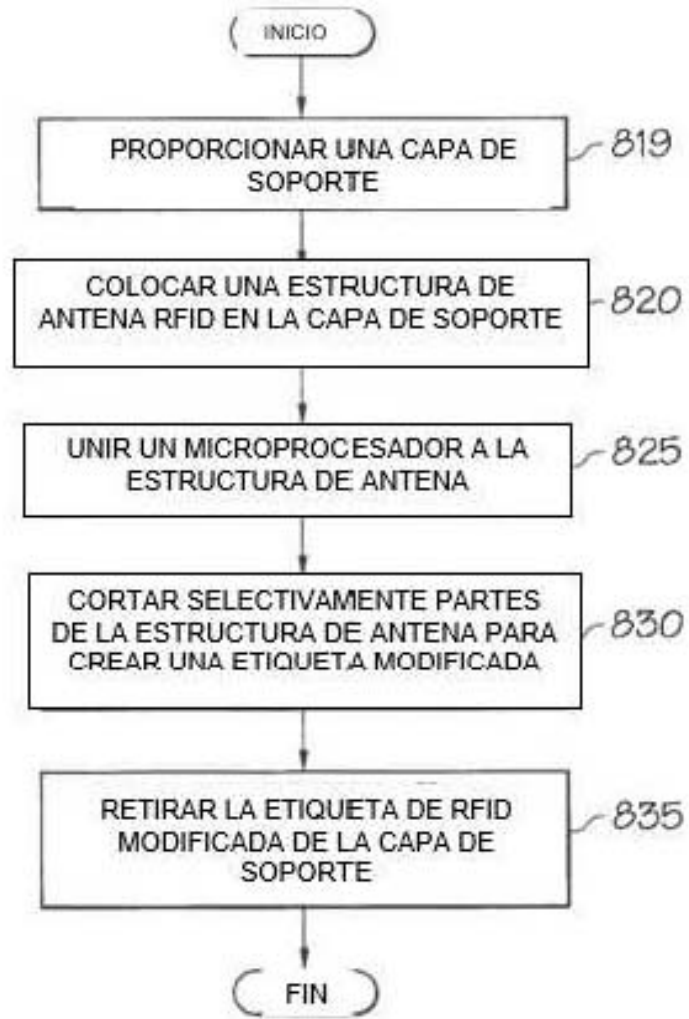 INICIO
PROPORCIONAR UNA CAPA DE
SOPORTE
819
COLOCAR UNA ESTRUCTURA DE
ANTENA RFID EN LA CAPA DE SOPORTE
820
UNIR UN MICROPROCESADOR A LA
ESTRUCTURA DE ANTENA
825
CORTAR SELECTIVAMENTE PARTES
DE LA ESTRUCTURA DE ANTENA PARA
CREAR UNA ETIQUETA MODIFICADA
830
RETIRAR LA ETIQUETA DE RFID
MODIFICADA DE LA CAPA DE
SOPORTE
835
FIN